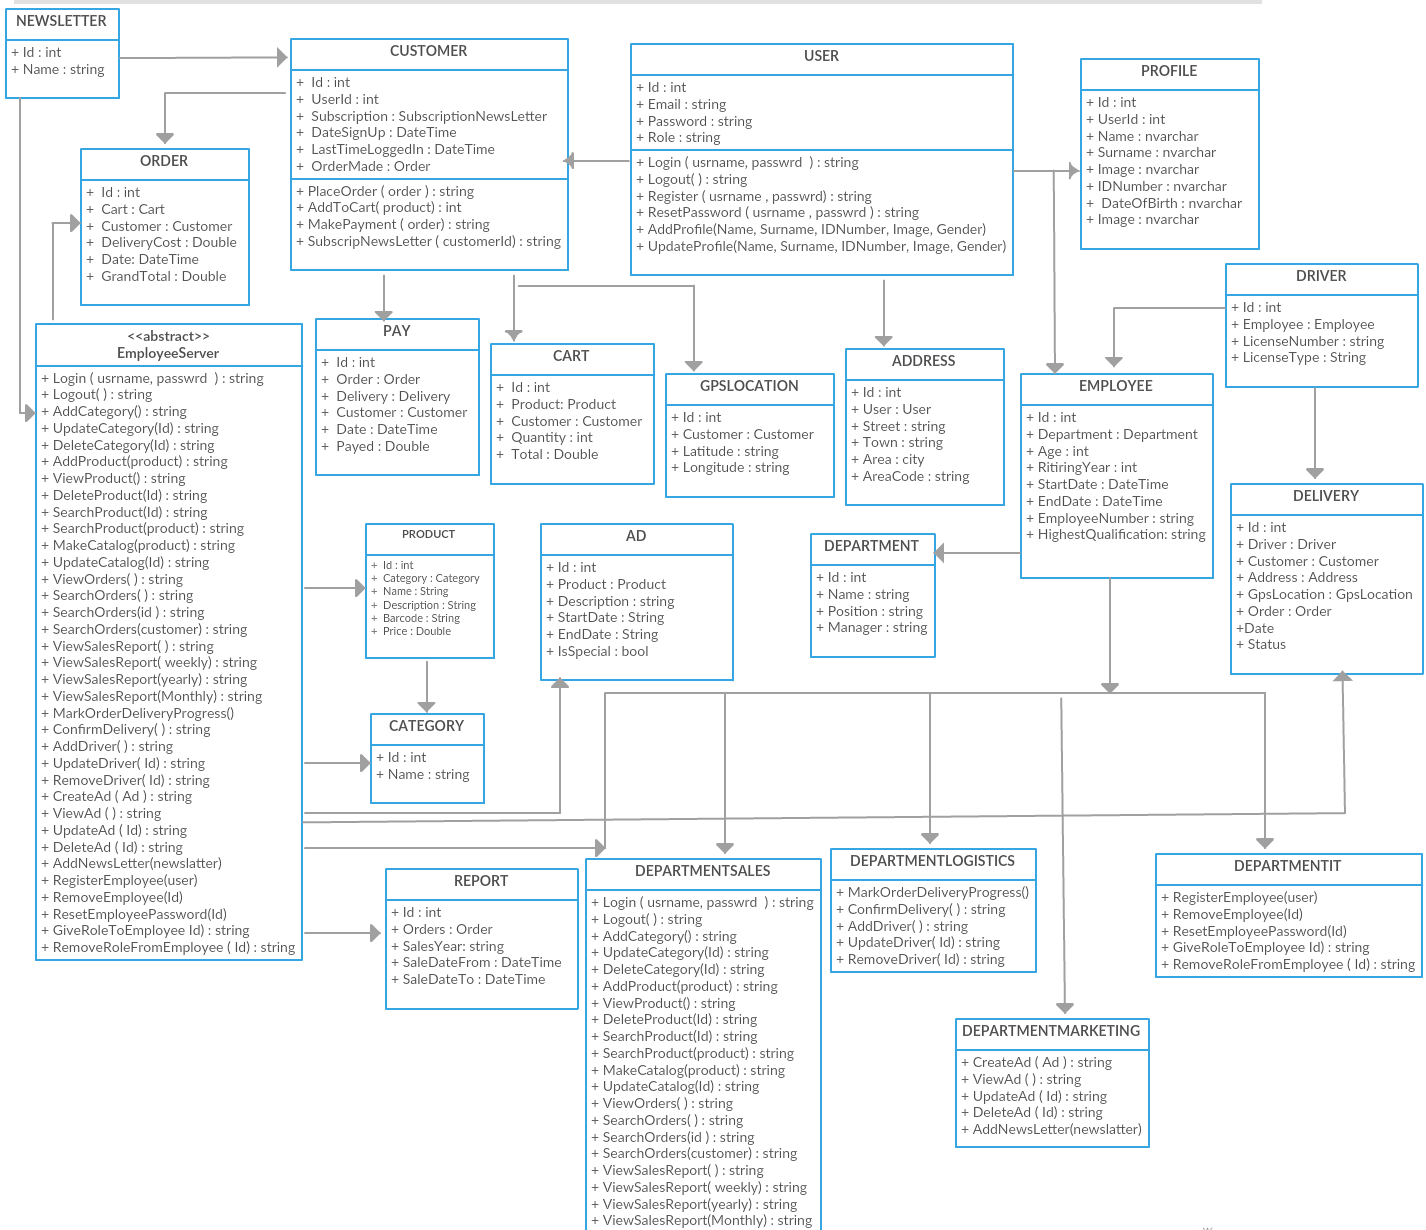 NEWSLETTER
+ Id : int
+ Name : string
CUSTOMER
+ Id : int
+ UserId : int
+ Subscription : SubscriptionNewsLetter
+ DateSignUp : DateTime
+ LastTimeLoggedIn : DateTime
+ OrderMade : Order
+ PlaceOrder ( order ) : string
+ AddToCart( product) : int
+ MakePayment ( order) : string
+ SubscripNewsLetter ( customerId) : string
USER
+ Id : int
+ Email : string
+ Password : string
+ Role : string
+ Login ( usrname, passwrd ) : string
+ Logout( ) : string
+ Register ( usrname , passwrd) : string
+ ResetPassword ( usrname , passwrd ) : string
+ AddProfile(Name, Surname, IDNumber, Image, Gender)
+ UpdateProfile(Name, Surname, IDNumber, Image, Gender)
PROFILE
+ Id : int
+ UserId : int
+ Name : nvarchar
+ Surname : nvarchar
+ Image : nvarchar
+ IDNumber : nvarchar
+ DateOfBirth : nvarchar
+ Image : nvarchar
ORDER
+ Id : int
+ Cart : Cart
+ Customer : Customer
+ DeliveryCost : Double
+ Date: DateTime
+ GrandTotal : Double
DRIVER
+ Id : int
+ Employee : Employee
+ LicenseNumber : string
+ LicenseType : String
<<abstract>>
EmployeeServer
+ Login ( usrname, passwrd ) : string
+ Logout( ) : string
+ AddCategory() : string
+ UpdateCategory(Id) : string
+ DeleteCategory(Id) : string
+ AddProduct(product) : string
+ ViewProduct() : string
+ DeleteProduct(Id) : string
+ SearchProduct(Id) : string
+ SearchProduct(product) : string
+ MakeCatalog(product) : string
+ UpdateCatalog(Id) : string
+ ViewOrders( ) : string
+ SearchOrders( ) : string
+ SearchOrders(id ) : string
+ SearchOrders(customer) : string
+ ViewSalesReport( ) : string
+ ViewSalesReport( weekly) : string
+ ViewSalesReport(yearly) : string
+ ViewSalesReport(Monthly) : string
+ MarkOrderDeliveryProgress()
+ ConfirmDelivery( ) : string
+ AddDriver( ) : string
+ UpdateDriver( Id) : string
+ RemoveDriver( Id) : string
+ CreateAd ( Ad ) : string
+ ViewAd ( ) : string
+ UpdateAd ( Id) : string
+ DeleteAd ( Id) : string
+ AddNewsLetter(newslatter)
+ RegisterEmployee(user)
+ RemoveEmployee(Id)
+ ResetEmployeePassword(Id)
+ GiveRoleToEmployee Id) : string
+ RemoveRoleFromEmployee ( Id) : string
PAY
+ Id : int
+ Order : Order
+ Delivery : Delivery
+ Customer : Customer
+ Date : DateTime
+ Payed : Double
CART
+ Id : int
+ Product: Product
+ Customer : Customer
+ Quantity : int
+ Total : Double
GPSLOCATION
+ Id : int
+ Customer : Customer
+ Latitude : string
+ Longitude : string
ADDRESS
+ Id : int
+ User : User
+ Street : string
+ Town : string
+ Area : city
+ AreaCode : string
EMPLOYEE
+ Id : int
+ Department : Department
+ Age : int
+ RitiringYear : int
+ StartDate : DateTime
+ EndDate : DateTime
+ EmployeeNumber : string
+ HighestQualification: string
DELIVERY
+ Id : int
+ Driver : Driver
+ Customer : Customer
+ Address : Address
+ GpsLocation : GpsLocation
+ Order : Order
+Date
+ Status
PRODUCT
+ Id : int
+ Category : Category
+ Name : String
+ Description : String
+ Barcode : String
+ Price : Double
AD
+ Id : int
+ Product : Product
+ Description : string
+ StartDate : String
+ EndDate : String
+ IsSpecial : bool
DEPARTMENT
+ Id : int
+ Name : string
+ Position : string
+ Manager : string
CATEGORY
+ Id : int
+ Name : string
REPORT
+ Id : int
+ Orders : Order
+ SalesYear: string
+ SaleDateFrom : DateTime
+ SaleDateTo : DateTime
DEPARTMENTSALES
+ Login ( usrname, passwrd ) : string
+ Logout( ) : string
+ AddCategory() : string
+ UpdateCategory(Id) : string
+ DeleteCategory(Id) : string
+ AddProduct(product) : string
+ ViewProduct() : string
+ DeleteProduct(Id) : string
+ SearchProduct(Id) : string
+ SearchProduct(product) : string
+ MakeCatalog(product) : string
+ UpdateCatalog(Id) : string
+ ViewOrders( ) : string
+ SearchOrders( ) : string
+ SearchOrders(id ) : string
+ SearchOrders(customer) : string
+ ViewSalesReport( ) : string
+ ViewSalesReport( weekly) : string
+ ViewSalesReport(yearly) : string
+ ViewSalesReport(Monthly) : string
DEPARTMENTLOGISTICS
+ MarkOrderDeliveryProgress()
+ ConfirmDelivery( ) : string
+ AddDriver( ) : string
+ UpdateDriver( Id) : string
+ RemoveDriver( Id) : string
DEPARTMENTIT
+ RegisterEmployee(user)
+ RemoveEmployee(Id)
+ ResetEmployeePassword(Id)
+ GiveRoleToEmployee Id) : string
+ RemoveRoleFromEmployee ( Id) : string
DEPARTMENTMARKETING
+ CreateAd ( Ad ) : string
+ ViewAd ( ) : string
+ UpdateAd ( Id) : string
+ DeleteAd ( Id) : string
+ AddNewsLetter(newslatter)